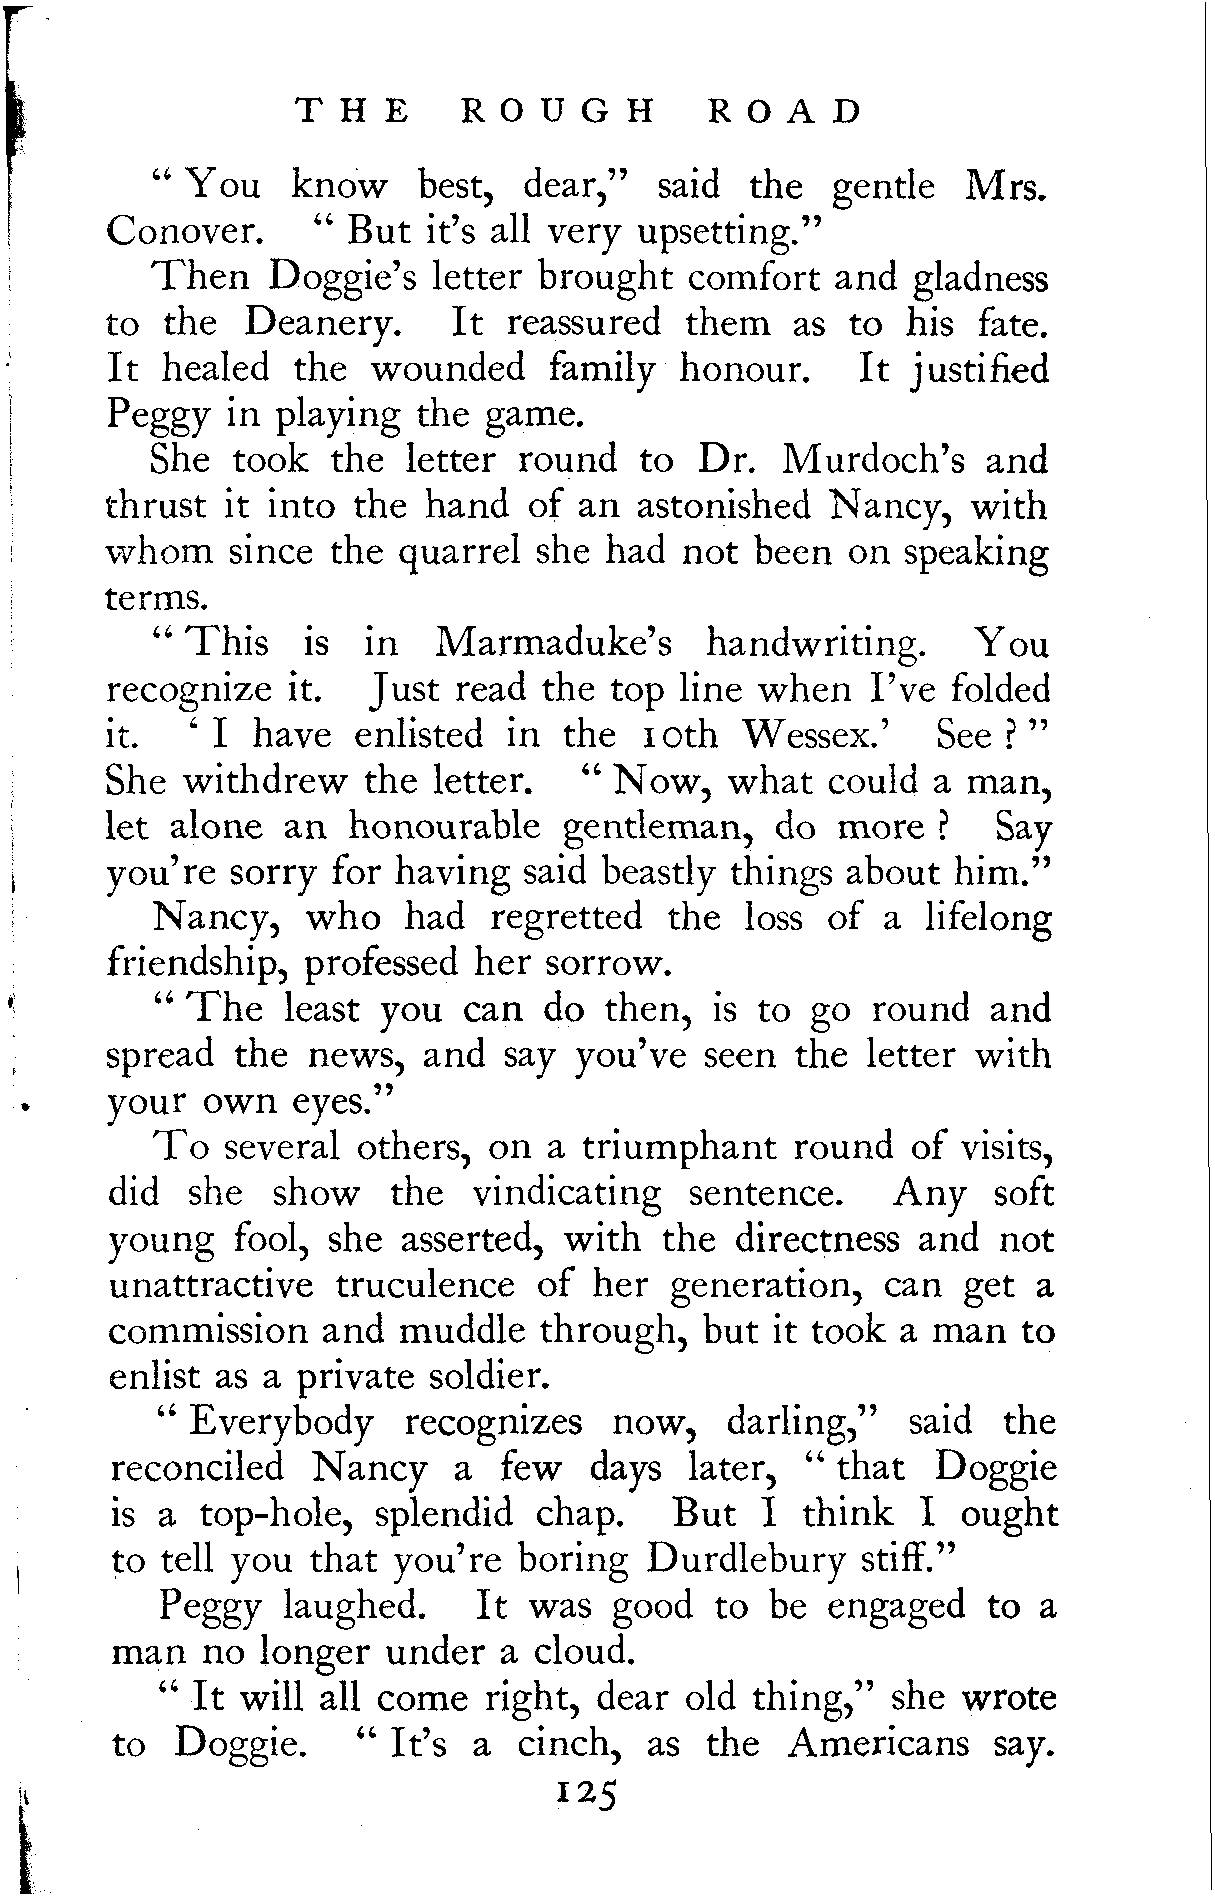 THE ROUGH ROAD
“ You know best, dear,” said the gentle Mrs.
Conover. “ But it’s all very upsetting.”
Then Doggie’s letter brought comfort and gladness
to the Deanery. It reassured them as to his fate.
It healed the wounded family honour. It justified
Peggy in playing the game.
She took the letter round to Dr. Murdoch’s and
thrust it into the hand of an astonished Nancy, with
whom since the quarrel she had not been on speaking
terms.
“ This is in Marmaduke’s handwriting. You
recognize it. Just read the top line when I’ve folded
it. ‘ I have enlisted in the 10th Wessex.’ See ? ”
She withdrew the letter. “ Now, what could a man,
let alone an honourable gentleman, do more ? Say
you’re sorry for having said beastly things about him.”
Nancy, who had regretted the loss of a lifelong
friendship, professed her sorrow.
“ The least you can do then, is to go round and
spread the news, and say you’ve seen the letter with
your own eyes.”
To several others, on a triumphant round of visits,
did she show the vindicating sentence. Any soft
young fool, she asserted, with the directness and not
unattractive truculence of her generation, can get a
commission and muddle through, but it took a man to
enlist as a private soldier.
“ Everybody recognizes now, darling,” said the
reconciled Nancy a few days later, “ that Doggie
is a top-hole, splendid chap. But I think I ought
to tell you that you’re boring Durdlebury stiff.”
Peggy laughed. It was good to be engaged to a
man no longer under a cloud.
“ It will all come right, dear old thing,” she wrote
to Doggie. “ It’s a cinch, as the Americans say.
125